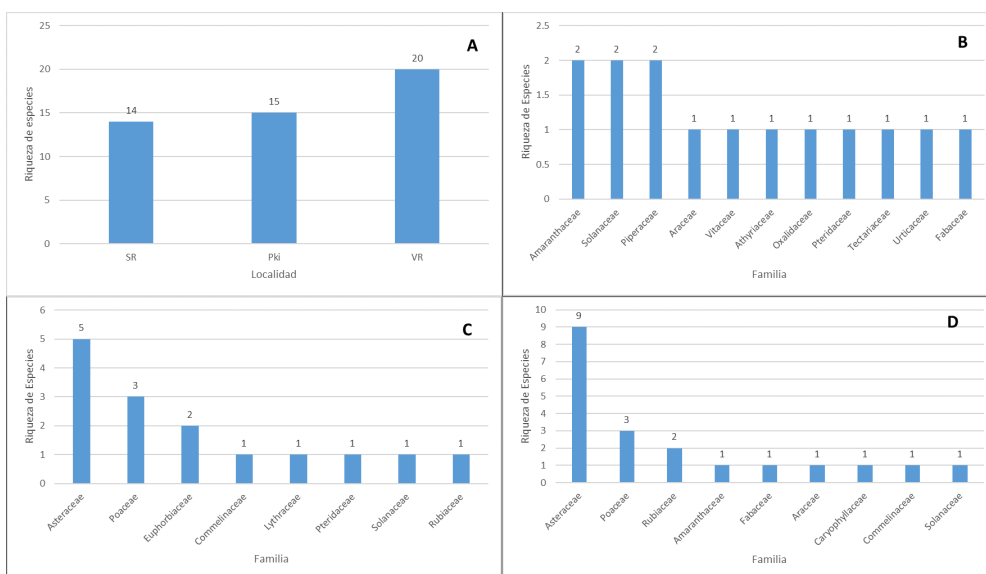 A
Riqueza de especies
25
20
15
10
5
0
14
15
20
SR
Pki
VR
Localidad
B
Riqueza de Especies
2.5
2
1.5
1
0.5
0
2
2
2
1
1
1
1
1
1
1
1
Amaranthaceae
Solanaceae
Piperaceae
Araceae
Vitaceae
Athyriaceae
Oxalidaceae
Pteridaceae
Tectariaceae
Urticaceae
Fabaceae
Familia
C
Riqueza de Especies
6
5
4
3
2
1
0
5
3
2
1
1
1
1
1
Asteraceae
Poaceae
Euphorbiaceae
Commelinaceae
Lythraceae
Pteridaceae
Solanaceae
Rubiaceae
Familia
D
Riqueza de Especies
10
9
8
7
6
5
4
3
2
1
0
9
3
2
1
1
1
1
1
1
Asteraceae
Poaceae
Rubiaceae
Amaranthaceae
Fabaceae
Araceae
Caryophyllaceae
Commelinaceae
Solanaceae
Familia